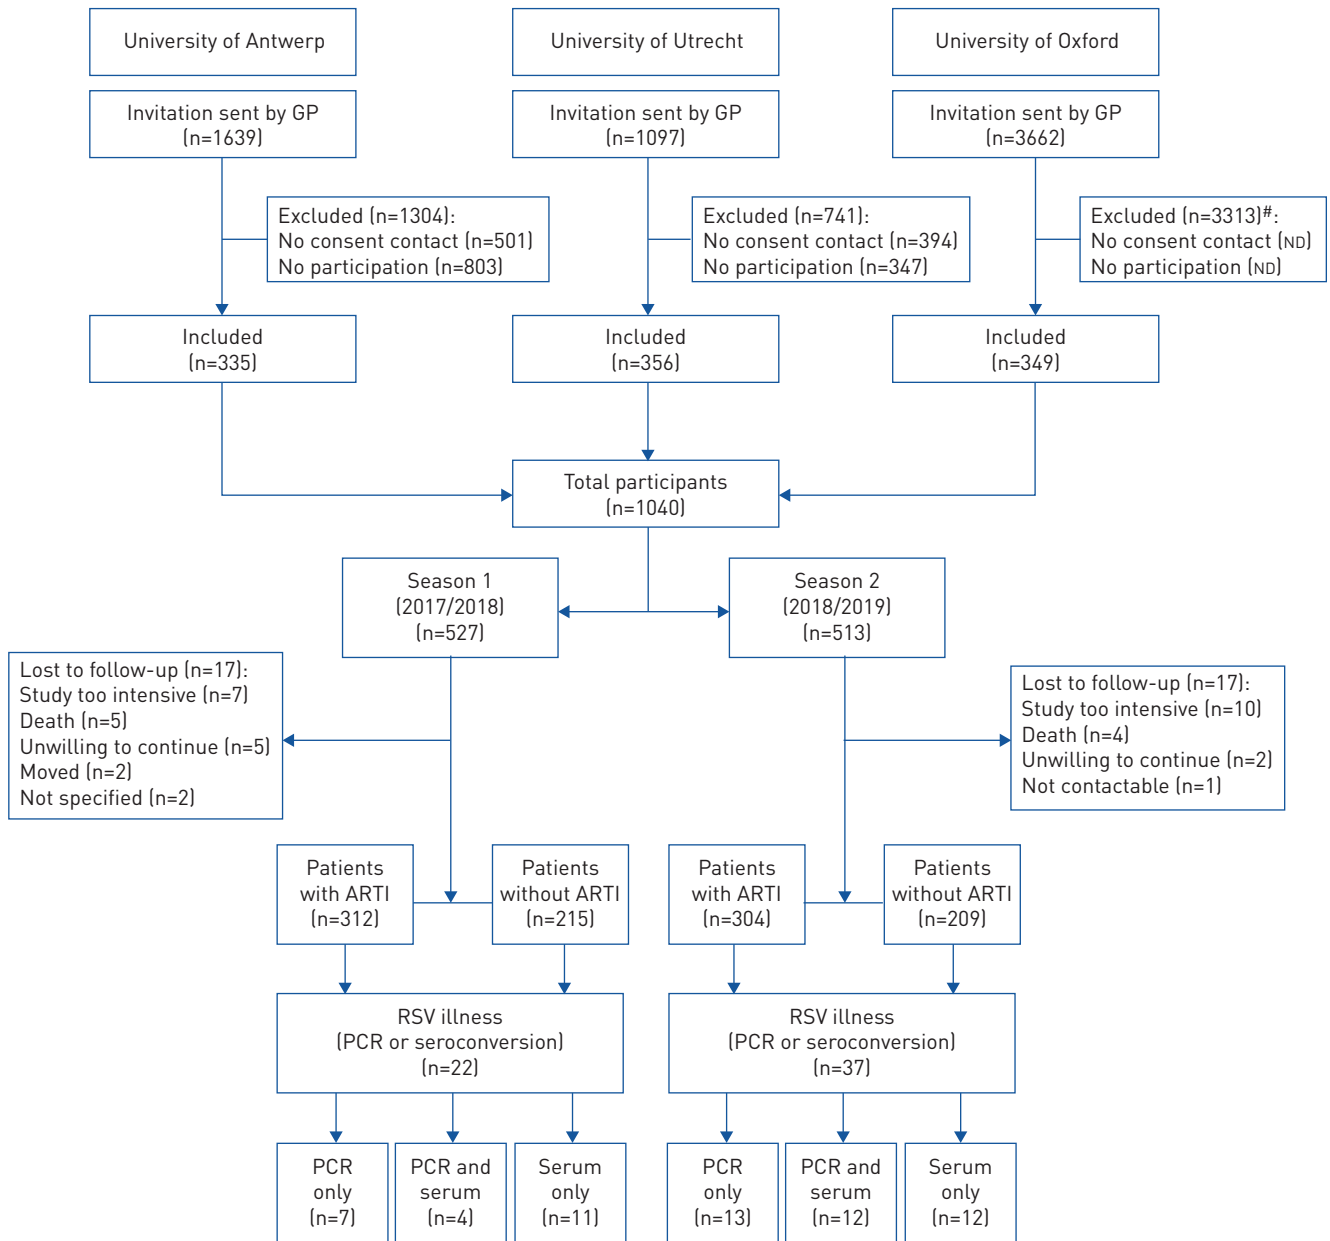 University of Antwerp
University of Utrecht
University of Oxford
Invitation sent by GP
(n=1639)
Invitation sent by GP
(n=1097)
Invitation sent by GP
(n=3662)
Excluded (n=1304):
No consent contact (n=501)
No participation (n=803)
Excluded (n=741):
No consent contact (n=394)
No participation (n=347)
Excluded (n=3313)#:
No consent contact (ND)
No participation (ND)
Included
(n=335)
Included
(n=356)
Included
(n=349)
Total participants
(n=1040)
Season 1
(2017/2018)
(n=527)
Season 2
(2018/2019)
(n=513)
Lost to follow-up (n=17):
Study too intensive (n=7)
Death (n=5)
Unwilling to continue (n=5)
Moved (n=2)
Not specified (n=2)
Lost to follow-up (n=17):
Study too intensive (n=10)
Death (n=4)
Unwilling to continue (n=2)
Not contactable (n=1)
Patients
with ARTI
(n=312)
Patients
without ARTI
(n=215)
Patients
with ARTI
(n=304)
Patients
without ARTI
(n=209)
RSV illness
(PCR or seroconversion)
(n=22)
RSV illness
(PCR or seroconversion)
(n=37)
PCR
only
(n=7)
PCR and
serum
(n=4)
Serum
only
(n=11)
PCR
only
(n=13)
PCR and
serum
(n=12)
Serum
only
(n=12)